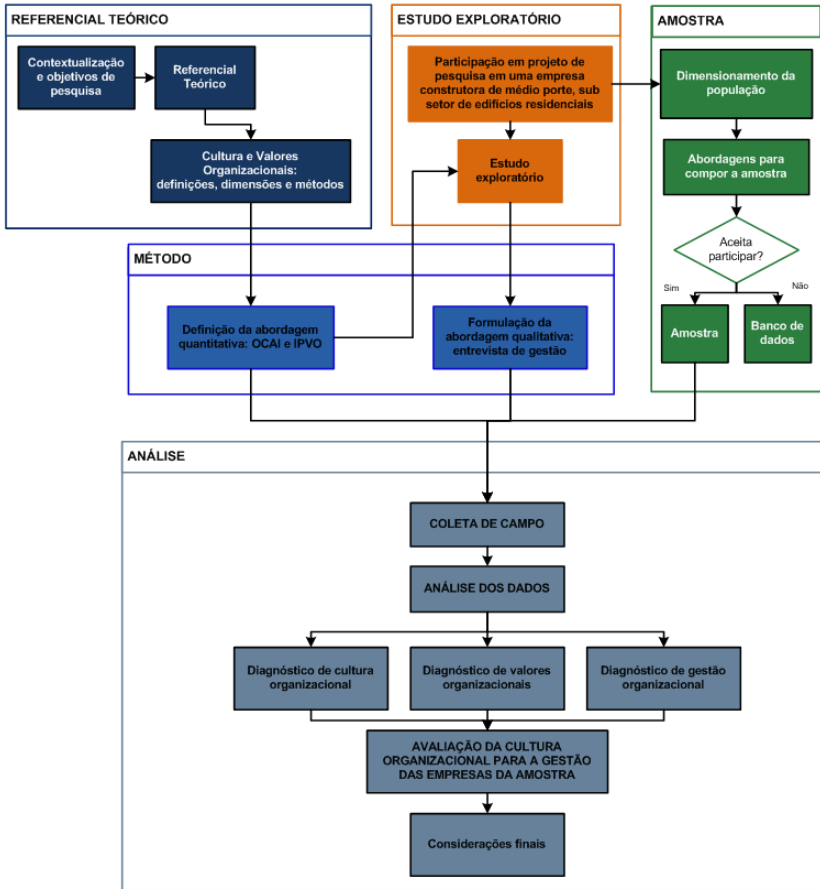 REFERENCIAL TEÓRICO
Contextualização
e objetivos de
pesquisa
Referencial
Teórico
Cultura e Valores
Organizacionais:
definições, dimensões e métodos
ESTUDO EXPLORATÓRIO
Participação em projeto de
pesquisa em uma empresa
construtora de médio porte, sub
setor de edifícios residenciais
Estudo
exploratório
AMOSTRA
Dimensionamento da
população
Abordagens para
compor a amostra
Aceita
participar?
Sim
Não
Amostra
Banco de
dados
MÉTODO
Definição da abordagem
quantitativa: OCAI e IPVO
Formulação da
abordagem qualitativa:
entrevista de gestão
ANÁLISE
COLETA DE CAMPO
ANÁLISE DOS DADOS
Diagnóstico de cultura
organizacional
Diagnóstico de valores
organizacionais
Diagnóstico de gestão
organizacional
AVALIAÇÃO DA CULTURA
ORGANIZACIONAL PARA A GESTÃO
DAS EMPRESAS DA AMOSTRA
Considerações finais